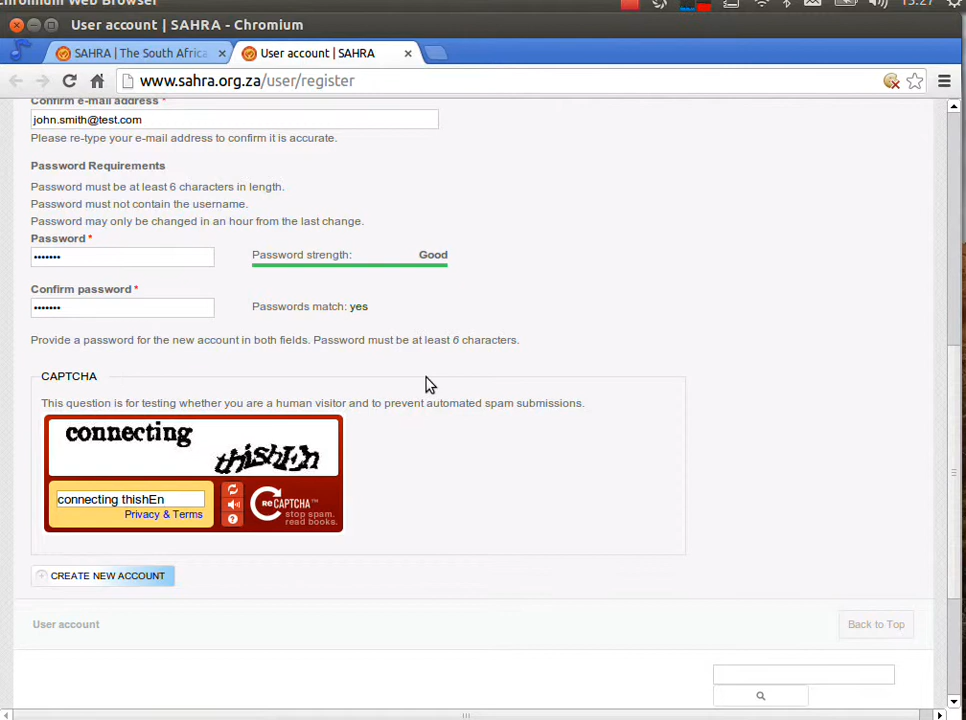 Chromium Web Browser
13:27
User account | SAHRA - Chromium
SAHRA | The South Africa
User account | SAHRA
www.sahra.org.za/user/register
Confirm e-mail address *
john.smith@test.com
Please re-type your e-mail address to confirm it is accurate.
Password Requirements
Password must be at least 6 characters in length.
Password must not contain the username.
Password may only be changed in an hour from the last change.
Password *
Password strength: Good
Confirm password *
Passwords match: yes
Provide a password for the new account in both fields. Password must be at least 6 characters.
CAPTCHA
This question is for testing whether you are a human visitor and to prevent automated spam submissions.
connecting thishEn
connecting thishEn
Privacy & Terms
reCAPTCHA™
stop spam.
read books.
CREATE NEW ACCOUNT
User account
Back to Top